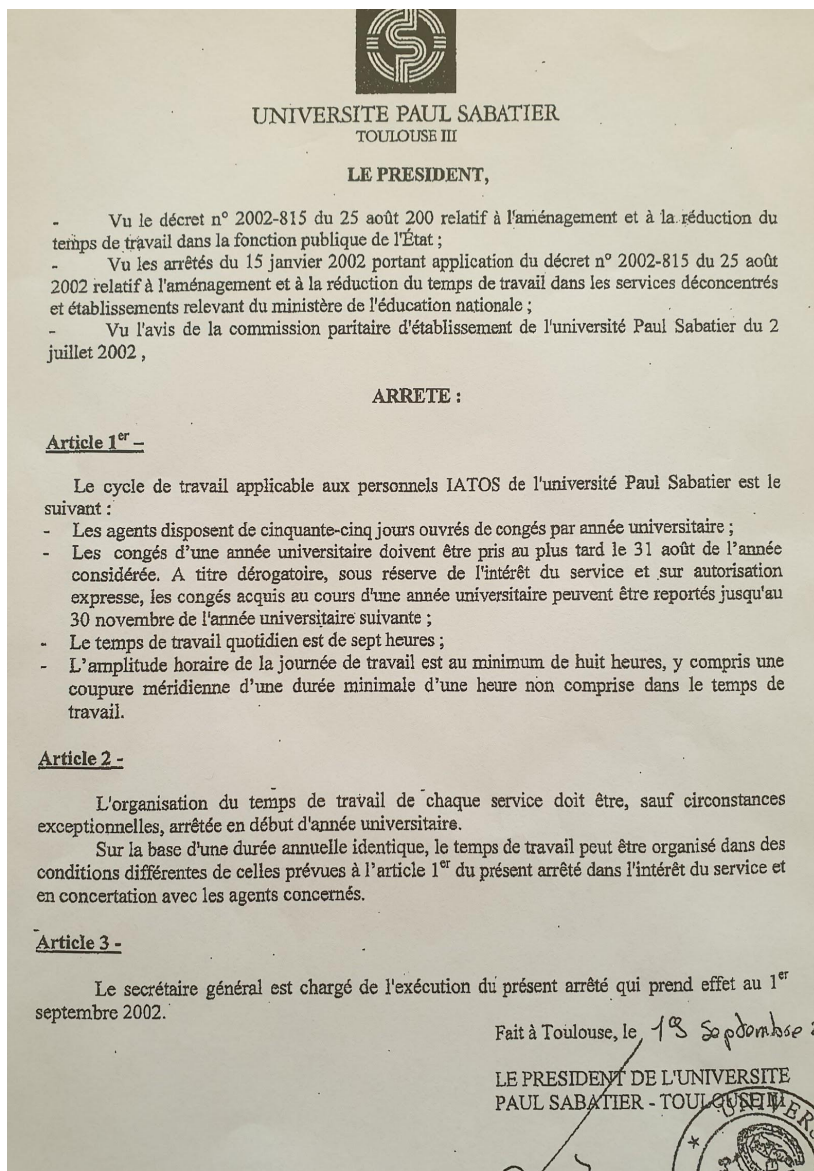 UNIVERSITE PAUL SABATIER
TOULOUSE III
LE PRESIDENT,
- Vu le décret n° 2002-815 du 25 août 200 relatif à l'aménagement et à la réduction du
temps de travail dans la fonction publique de l'État ;
- Vu les arrêtés du 15 janvier 2002 portant application du décret n° 2002-815 du 25 août
2002 relatif à l'aménagement et à la réduction du temps de travail dans les services déconcentrés
et établissements relevant du ministère de l'éducation nationale ;
- Vu l'avis de la commission paritaire d'établissement de l'université Paul Sabatier du 2
juillet 2002 ,
ARRETE :
Article 1er –
Le cycle de travail applicable aux personnels IATOS de l'université Paul Sabatier est le
suivant :
- Les agents disposent de cinquante-cinq jours ouvrés de congés par année universitaire ;
- Les congés d'une année universitaire doivent être pris au plus tard le 31 août de l'année
considérée. A titre dérogatoire, sous réserve de l'intérêt du service et sur autorisation
expresse, les congés acquis au cours d'une année universitaire peuvent être reportés jusqu'au
30 novembre de l'année universitaire suivante ;
- Le temps de travail quotidien est de sept heures ;
- L'amplitude horaire de la journée de travail est au minimum de huit heures, y compris une
coupure méridienne d'une durée minimale d'une heure non comprise dans le temps de
travail.
Article 2 -
L'organisation du temps de travail de chaque service doit être, sauf circonstances
exceptionnelles, arrêtée en début d'année universitaire.
Sur la base d'une durée annuelle identique, le temps de travail peut être organisé dans des
conditions différentes de celles prévues à l'article 1er du présent arrêté dans l'intérêt du service et
en concertation avec les agents concernés.
Article 3 -
Le secrétaire général est chargé de l'exécution du présent arrêté qui prend effet au 1er
septembre 2002.
Fait à Toulouse, le Septembre
LE PRESIDENT DE L'UNIVERSITE
PAUL SABATIER - TOULOUSE III